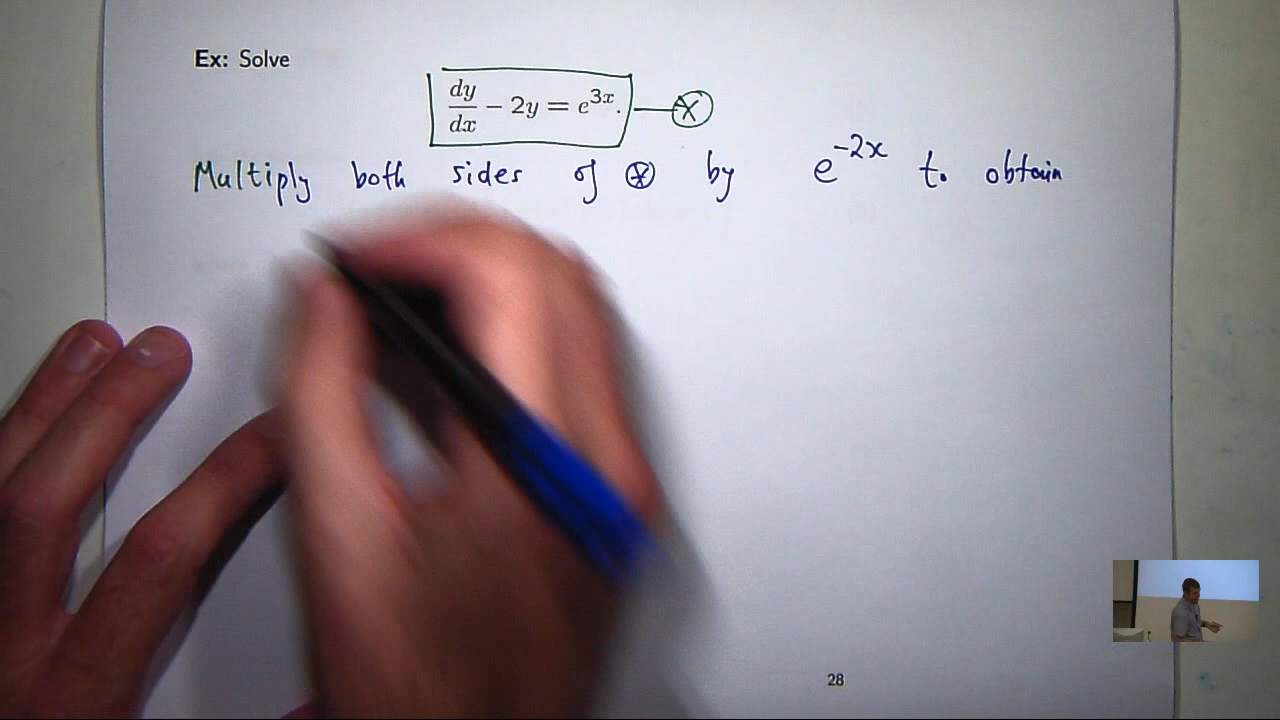 Ex: Solve
dy/dx − 2y = e^{3x}. — ⊛
Multiply both sides of ⊛ by e^{-2x} to obtain
28